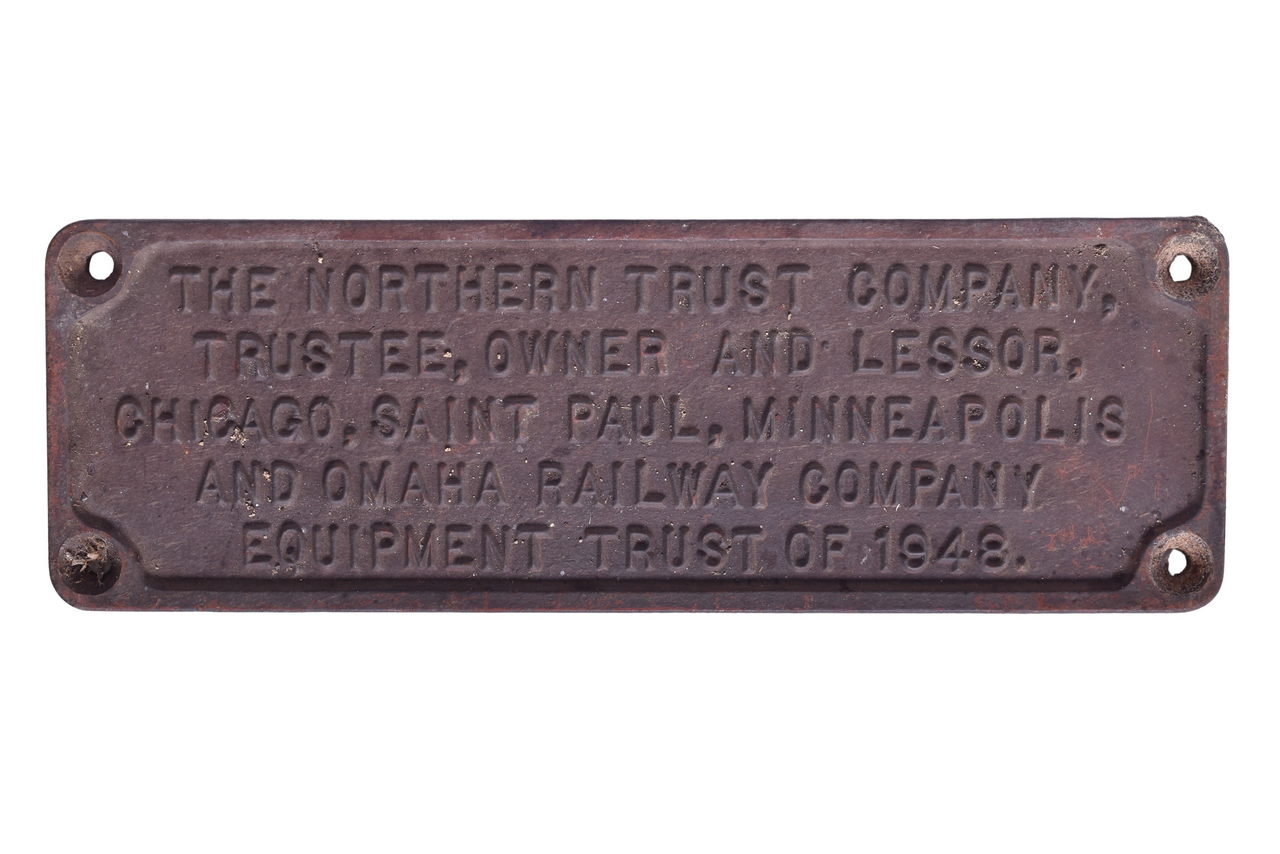 THE NORTHERN TRUST COMPANY,
TRUSTEE, OWNER AND LESSOR,
CHICAGO, SAINT PAUL, MINNEAPOLIS
AND OMAHA RAILWAY COMPANY
EQUIPMENT TRUST OF 1948.